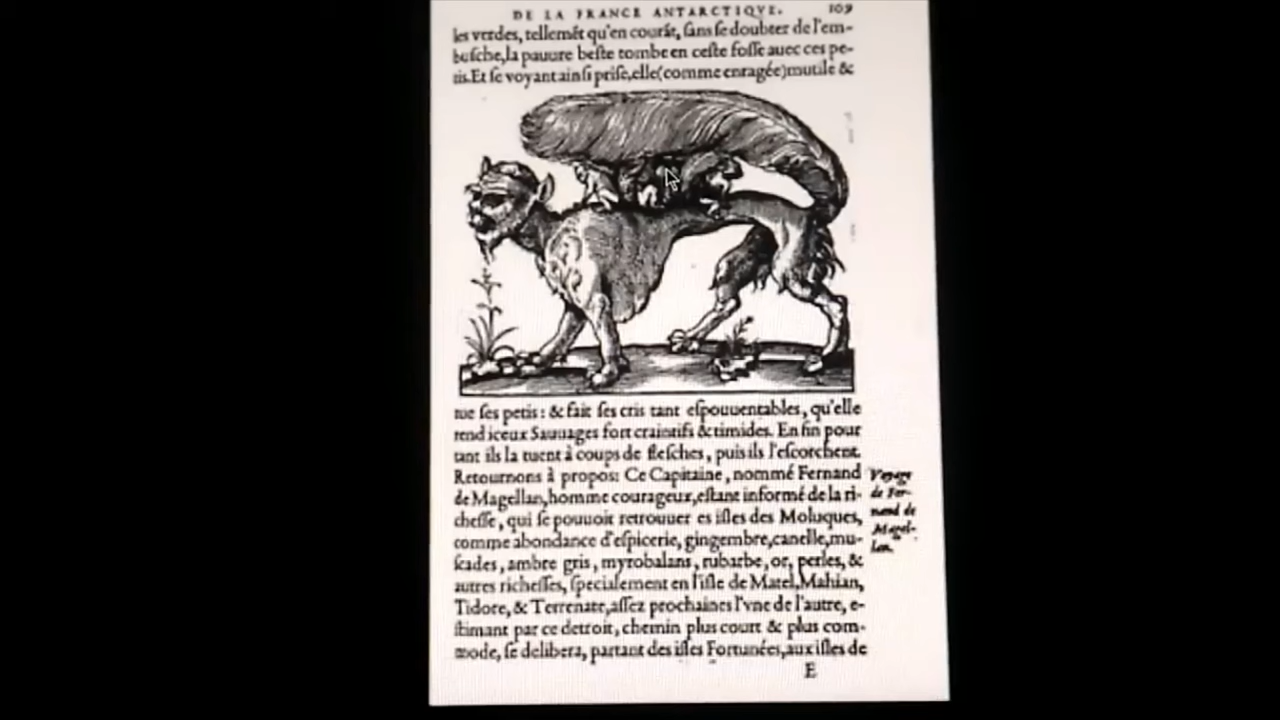 DE LA FRANCE ANTARCTIQVE. 109
les verdes, tellemẽt qu'en courſe, ſans ſe doubter de l'em-
buſche, la pauure beſte tombe en ceſte foſſe auec ces pe-
tis. Et ſe voyant ainſi priſe, elle (comme enragée) mutile &
tue ſes petis : & fait ſes cris tant eſpouuentables, qu'elle
rend iceux Sauuages fort craintifs & timides. En fin pour
tant ils la tuent à coups de fleſches, puis ils l'eſcorchent.
Retournons à propos: Ce Capitaine, nommé Fernand
de Magellan, homme courageux, eſtant informé de la ri-
cheſſe, qui ſe pouuoit retrouuer es iſles des Moluques,
comme abondance d'eſpicerie, gingembre, canelle, mu-
ſcades, ambre gris, myrobalans, rubarbe, or, perles, &
autres richeſſes, ſpecialement en l'iſle de Matel, Mahian,
Tidore, & Terrenate, aſſez prochaines l'vne de l'autre, e-
ſtimant par ce detroit, chemin plus court & plus com-
mode, ſe delibera, partant des iſles Fortunées, aux iſles de
E
Voyage
de Fer-
nand de
Magel-
lan.